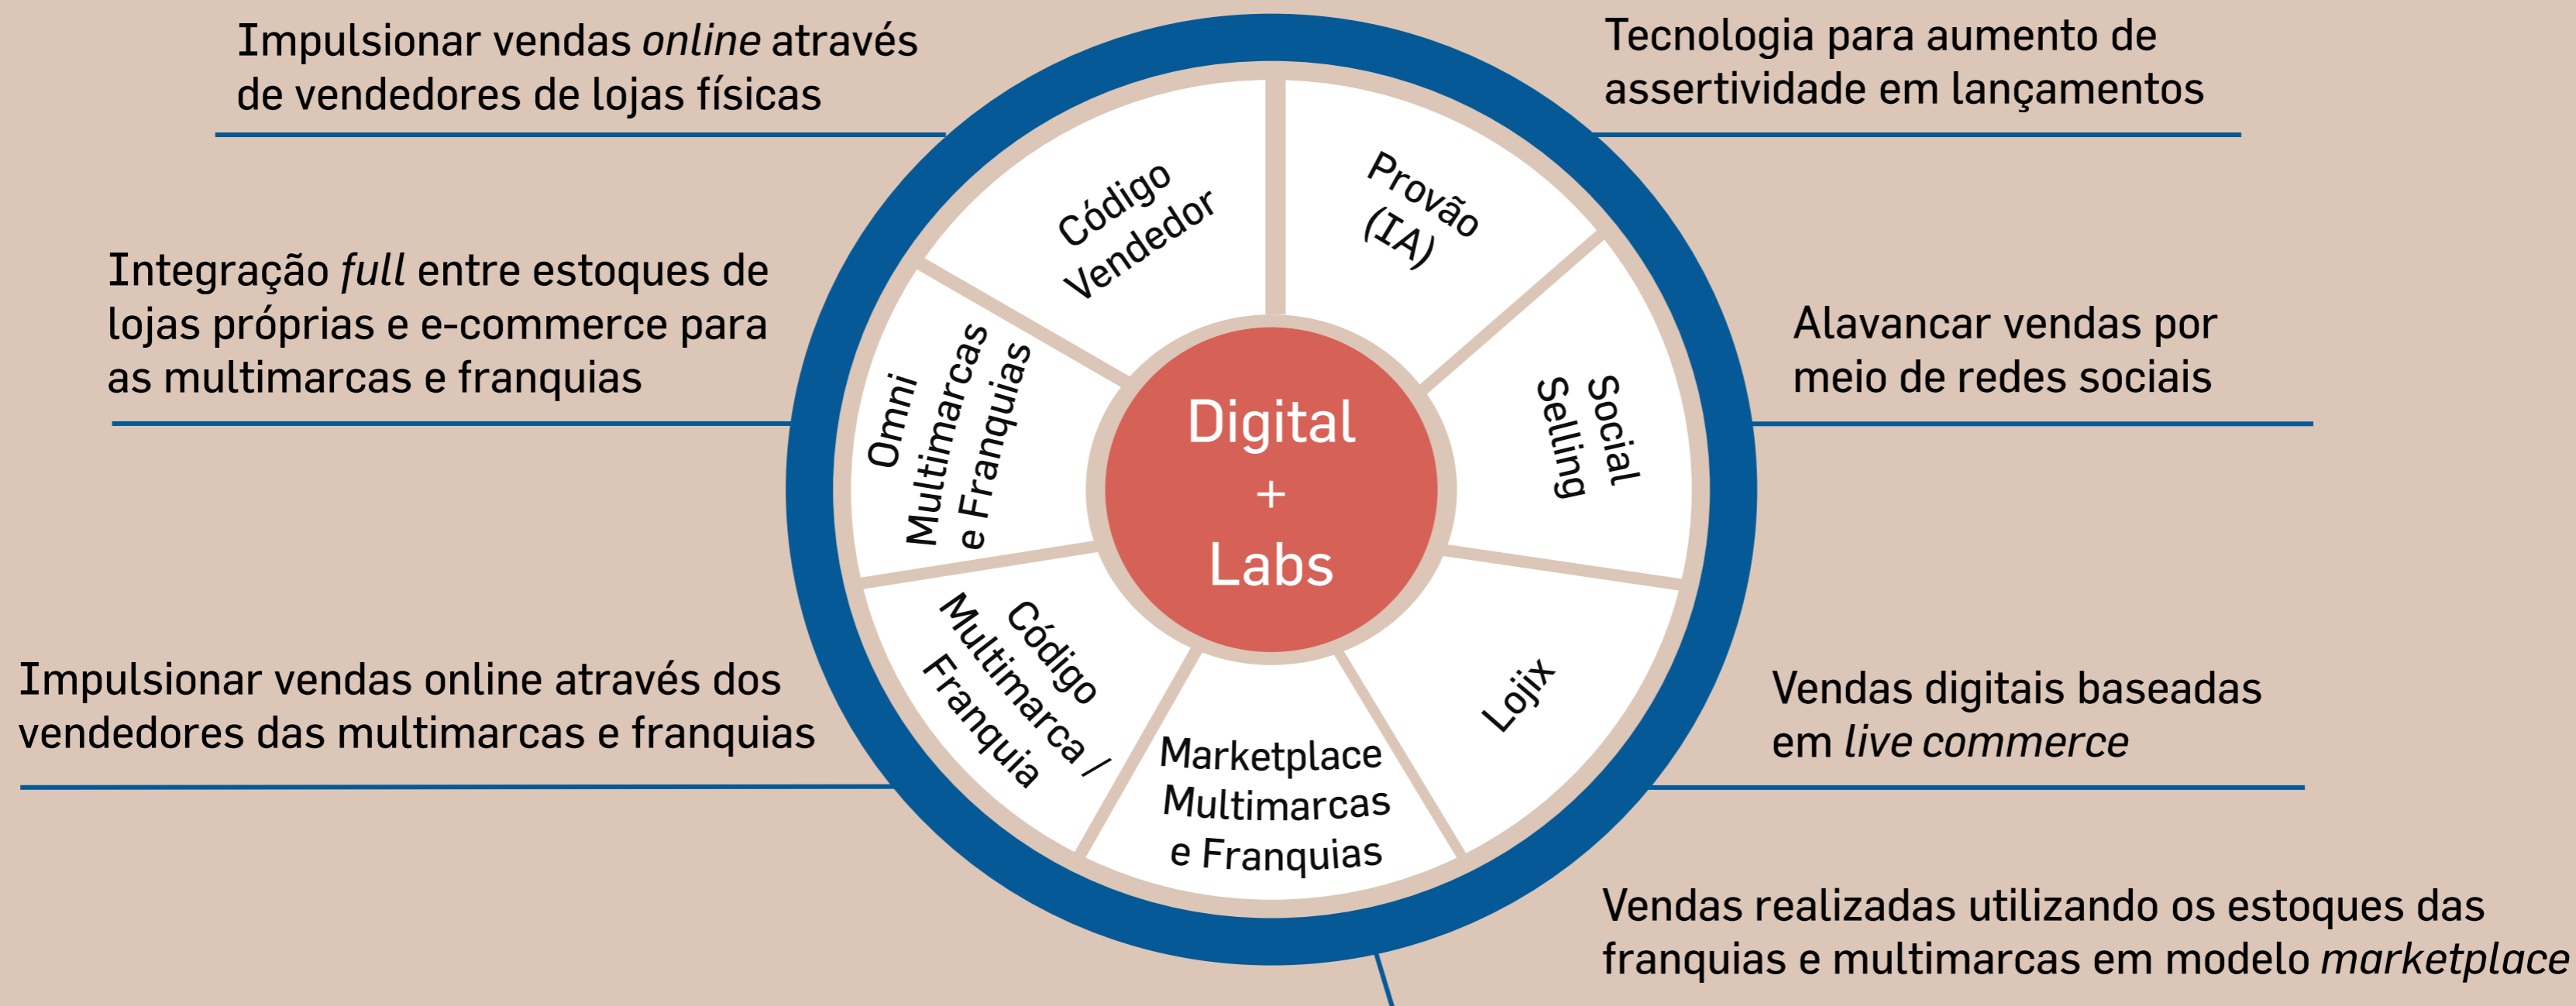 Impulsionar vendas online através
de vendedores de lojas físicas
Tecnologia para aumento de
assertividade em lançamentos
Integração full entre estoques de
lojas próprias e e-commerce para
as multimarcas e franquias
Alavancar vendas por
meio de redes sociais
Impulsionar vendas online através dos
vendedores das multimarcas e franquias
Vendas digitais baseadas
em live commerce
Vendas realizadas utilizando os estoques das
franquias e multimarcas em modelo marketplace
Código
Vendedor
Provão
(IA)
Omni
Multimarcas
e Franquias
Social
Selling
Código
Multimarca /
Franquia
Marketplace
Multimarcas
e Franquias
Lojix
Digital
+
Labs